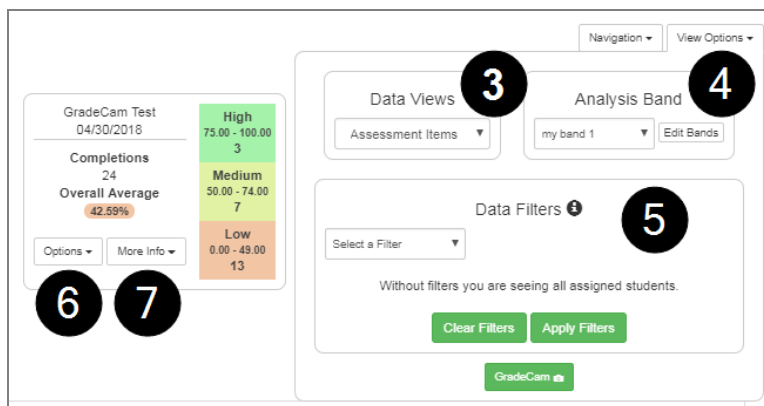 Navigation
View Options
3
4
Data Views
Analysis Band
Assessment Items
my band 1
Edit Bands
GradeCam Test
04/30/2018
Completions
24
Overall Average
42.59%
High
75.00 - 100.00
3
Medium
50.00 - 74.00
7
Low
0.00 - 49.00
13
Options
More Info
6
7
Data Filters
5
Select a Filter
Without filters you are seeing all assigned students.
Clear Filters
Apply Filters
GradeCam